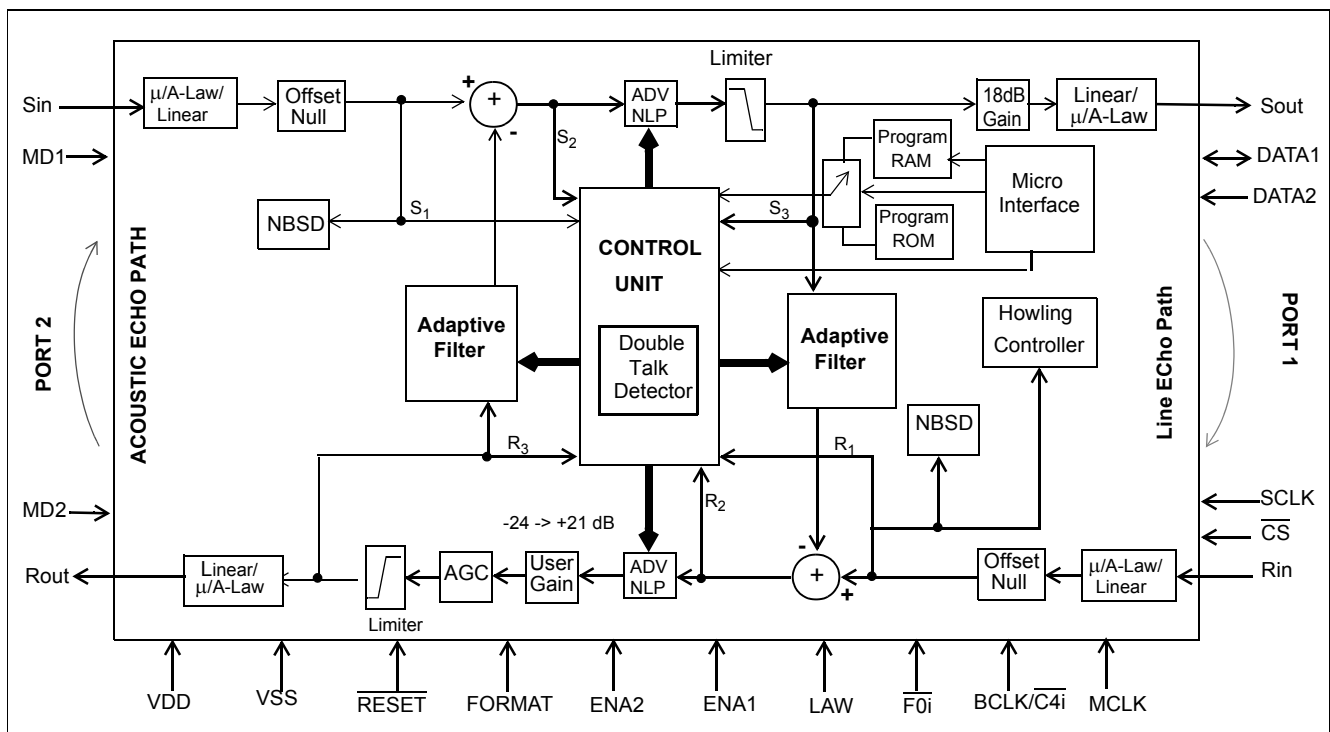 Limiter
Sin
μ/A-Law/
Linear
Offset
Null
+
+
-
ADV
NLP
18dB
Gain
Linear/
μ/A-Law
Sout
MD1
S2
Program
RAM
Micro
Interface
DATA1
DATA2
NBSD
S1
S3
Program
ROM
CONTROL
UNIT
PORT 2
ACOUSTIC ECHO PATH
Adaptive
Filter
Double
Talk
Detector
Adaptive
Filter
Howling
Controller
Line ECho Path
PORT 1
NBSD
R3
R1
R2
MD2
-24 -> +21 dB
SCLK
CS
Rout
Linear/
μ/A-Law
Limiter
AGC
User
Gain
ADV
NLP
-
+
+
Offset
Null
μ/A-Law/
Linear
Rin
VDD
VSS
RESET
FORMAT
ENA2
ENA1
LAW
F0i
BCLK/C4i
MCLK